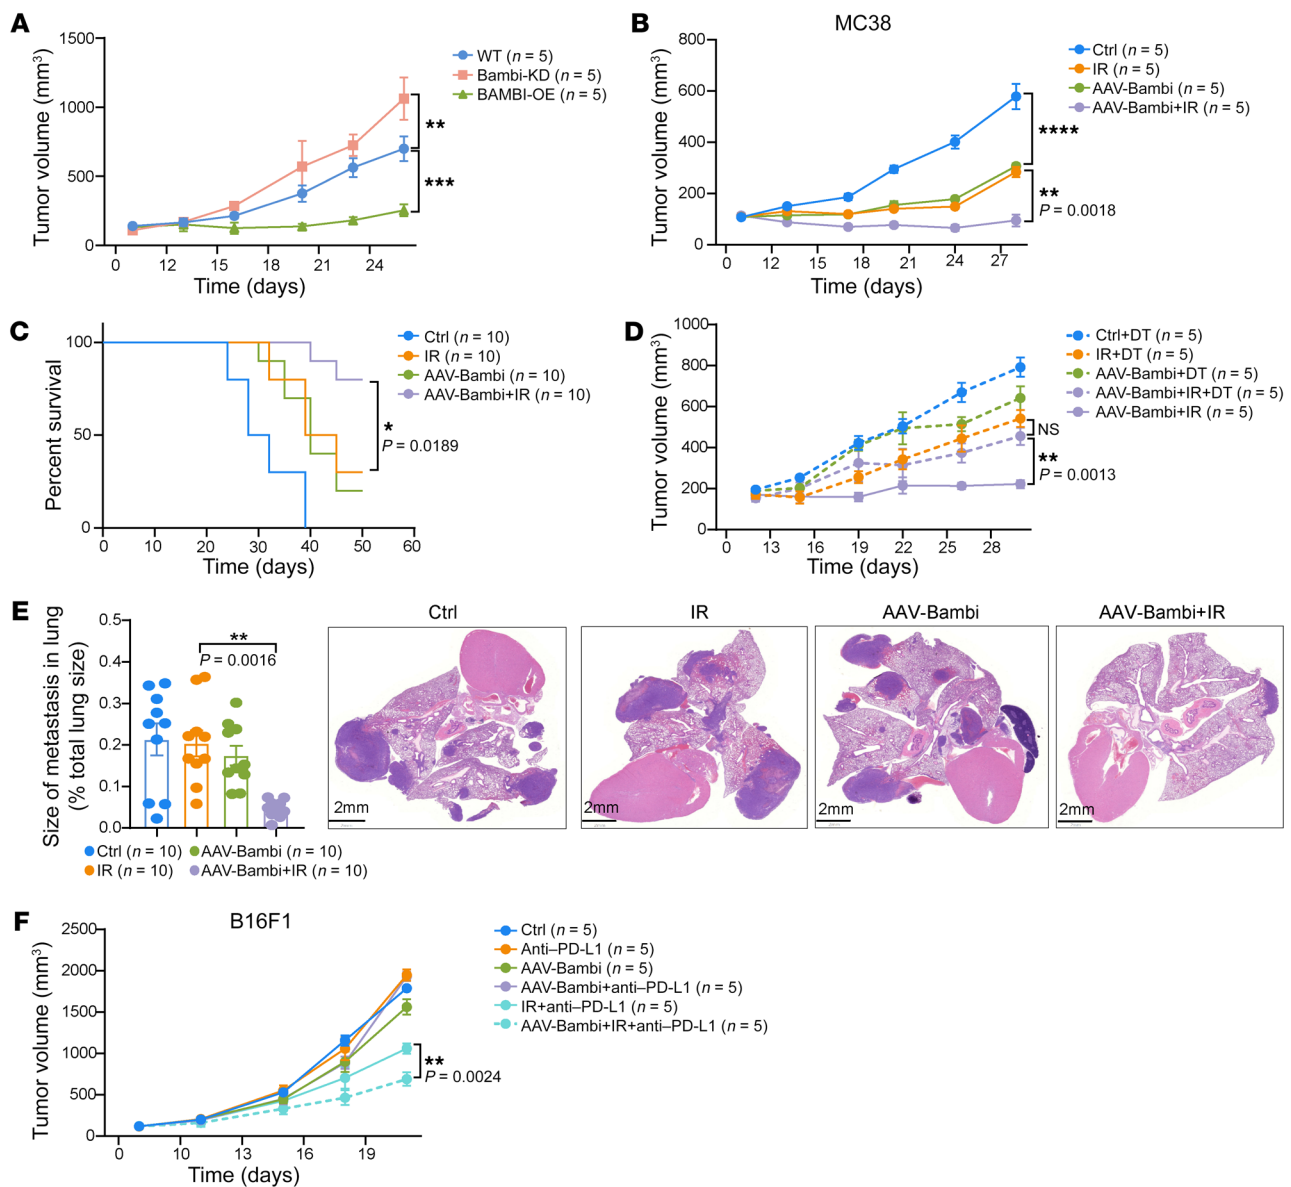 A
Tumor volume (mm3)
1500
1000
500
0
0 12 15 18 21 24
Time (days)
WT (n = 5)
Bambi-KD (n = 5)
BAMBI-OE (n = 5)
**
***
B
MC38
Tumor volume (mm3)
800
600
400
200
0
0 12 15 18 21 24 27
Time (days)
Ctrl (n = 5)
IR (n = 5)
AAV-Bambi (n = 5)
AAV-Bambi+IR (n = 5)
****
**
P = 0.0018
C
Percent survival
100
50
0
0 10 20 30 40 50 60
Time (days)
Ctrl (n = 10)
IR (n = 10)
AAV-Bambi (n = 10)
AAV-Bambi+IR (n = 10)
*
P = 0.0189
D
Tumor volume (mm3)
1000
800
600
400
200
0
0 13 16 19 22 25 28
Time (days)
Ctrl+DT (n = 5)
IR+DT (n = 5)
AAV-Bambi+DT (n = 5)
AAV-Bambi+IR+DT (n = 5)
AAV-Bambi+IR (n = 5)
NS
**
P = 0.0013
E
Size of metastasis in lung
(% total lung size)
0.5
0.4
0.3
0.2
0.1
0.0
**
P = 0.0016
Ctrl (n = 10)
AAV-Bambi (n = 10)
IR (n = 10)
AAV-Bambi+IR (n = 10)
Ctrl
2mm
IR
2mm
AAV-Bambi
2mm
AAV-Bambi+IR
2mm
F
B16F1
Tumor volume (mm3)
2500
2000
1500
1000
500
0
0 10 13 16 19
Time (days)
Ctrl (n = 5)
Anti–PD-L1 (n = 5)
AAV-Bambi (n = 5)
AAV-Bambi+anti–PD-L1 (n = 5)
IR+anti–PD-L1 (n = 5)
AAV-Bambi+IR+anti–PD-L1 (n = 5)
**
P = 0.0024